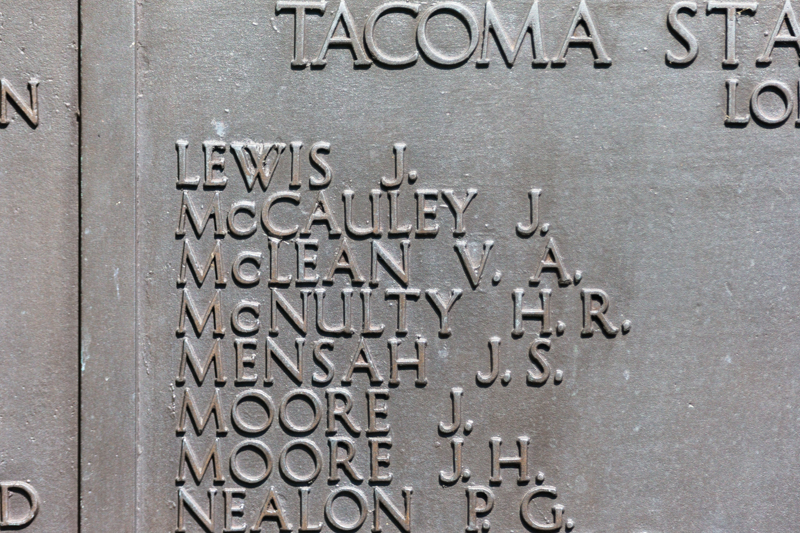 TACOMA STA
LO
N
LEWIS J.
McCAULEY J.
McLEAN V. A.
McNULTY H. R.
MENSAH J. S.
MOORE J.
MOORE J. H.
NEALON P. G.
D